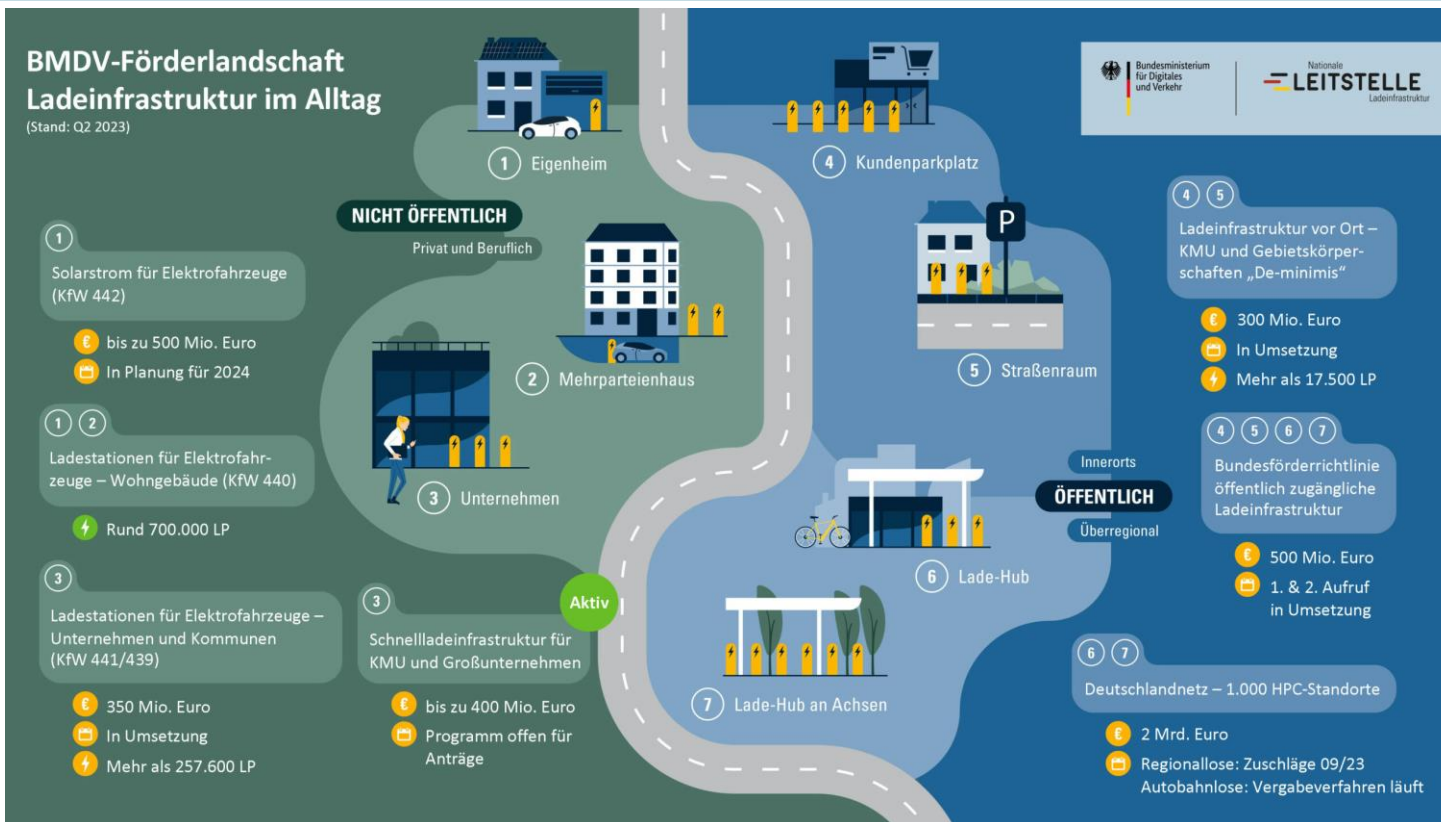 BMDV-Förderlandschaft
Ladeinfrastruktur im Alltag
(Stand: Q2 2023)
Bundesministerium
für Digitales
und Verkehr
Nationale
LEITSTELLE
Ladeinfrastruktur
1 Eigenheim
NICHT ÖFFENTLICH
Privat und Beruflich
2 Mehrparteienhaus
3 Unternehmen
1
Solarstrom für Elektrofahrzeuge
(KfW 442)
€ bis zu 500 Mio. Euro
In Planung für 2024
1 2
Ladestationen für Elektrofahr-
zeuge – Wohngebäude (KfW 440)
Rund 700.000 LP
3
Ladestationen für Elektrofahrzeuge –
Unternehmen und Kommunen
(KfW 441/439)
€ 350 Mio. Euro
In Umsetzung
Mehr als 257.600 LP
Aktiv
3
Schnellladeinfrastruktur für
KMU und Großunternehmen
€ bis zu 400 Mio. Euro
Programm offen für
Anträge
4 Kundenparkplatz
P
5 Straßenraum
Innerorts
ÖFFENTLICH
Überregional
6 Lade-Hub
7 Lade-Hub an Achsen
4 5
Ladeinfrastruktur vor Ort –
KMU und Gebietskörper-
schaften „De-minimis“
€ 300 Mio. Euro
In Umsetzung
Mehr als 17.500 LP
4 5 6 7
Bundesförderrichtlinie
öffentlich zugängliche
Ladeinfrastruktur
€ 500 Mio. Euro
1. & 2. Aufruf
in Umsetzung
6 7
Deutschlandnetz – 1.000 HPC-Standorte
€ 2 Mrd. Euro
Regionallose: Zuschläge 09/23
Autobahnlose: Vergabeverfahren läuft